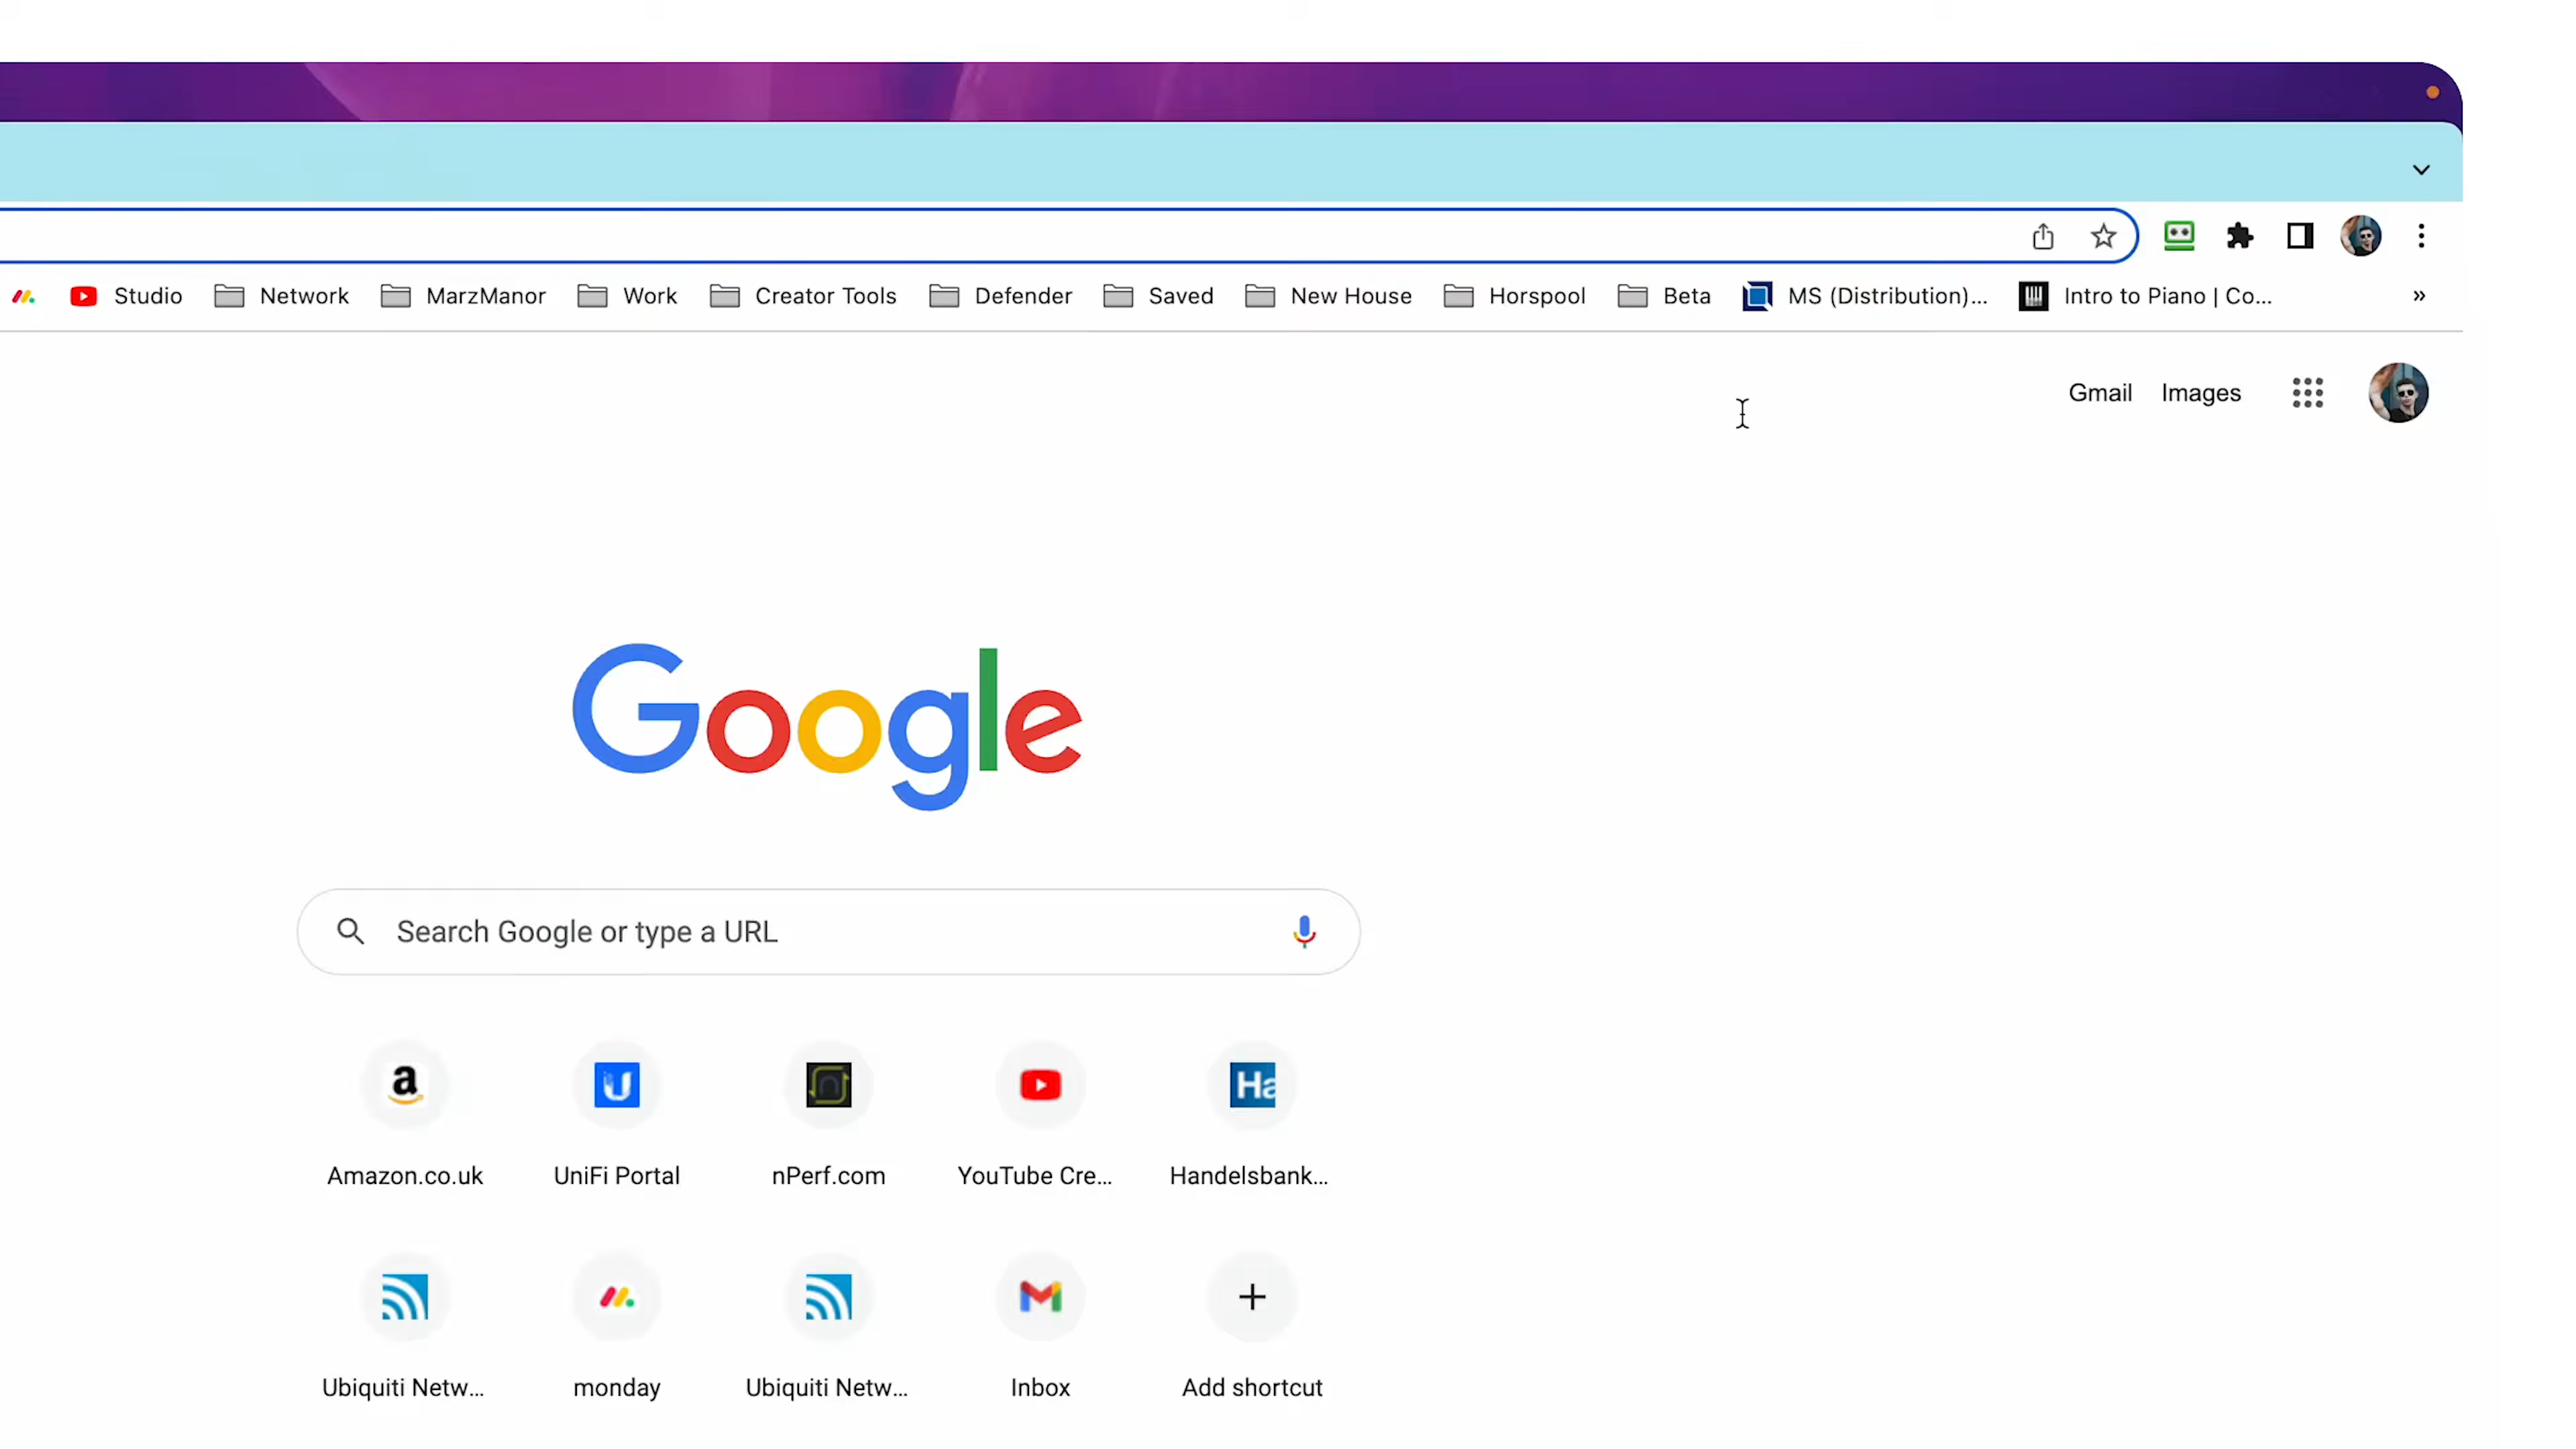 Studio Network MarzManor Work Creator Tools Defender Saved New House Horspool Beta MS (Distribution)... Intro to Piano | Co... »
Gmail Images
Google
Search Google or type a URL
a U n Ha
Amazon.co.uk UniFi Portal nPerf.com YouTube Cre... Handelsbank...
Ubiquiti Netw... monday Ubiquiti Netw... Inbox Add shortcut